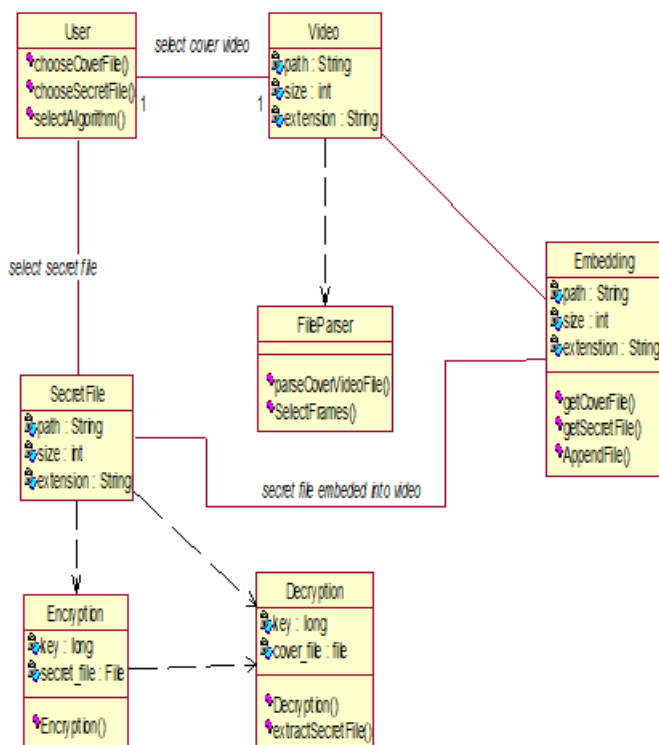 User
chooseCoverFile()
chooseSecretFile()
selectAlgorithm()
select cover video
1
1
Video
path : String
size : int
extension : String
select secret file
Embedding
path : String
size : int
extenstion : String
getCoverFile()
getSecretFile()
AppendFile()
FileParser
parseCoverVideoFile()
SelectFrames()
SecretFile
path : String
size : int
extension : String
secret file embeded into video
Encryption
key : long
secret_file : File
Encryption()
Decryption
key : long
cover_file : file
Decryption()
extractSecretFile()